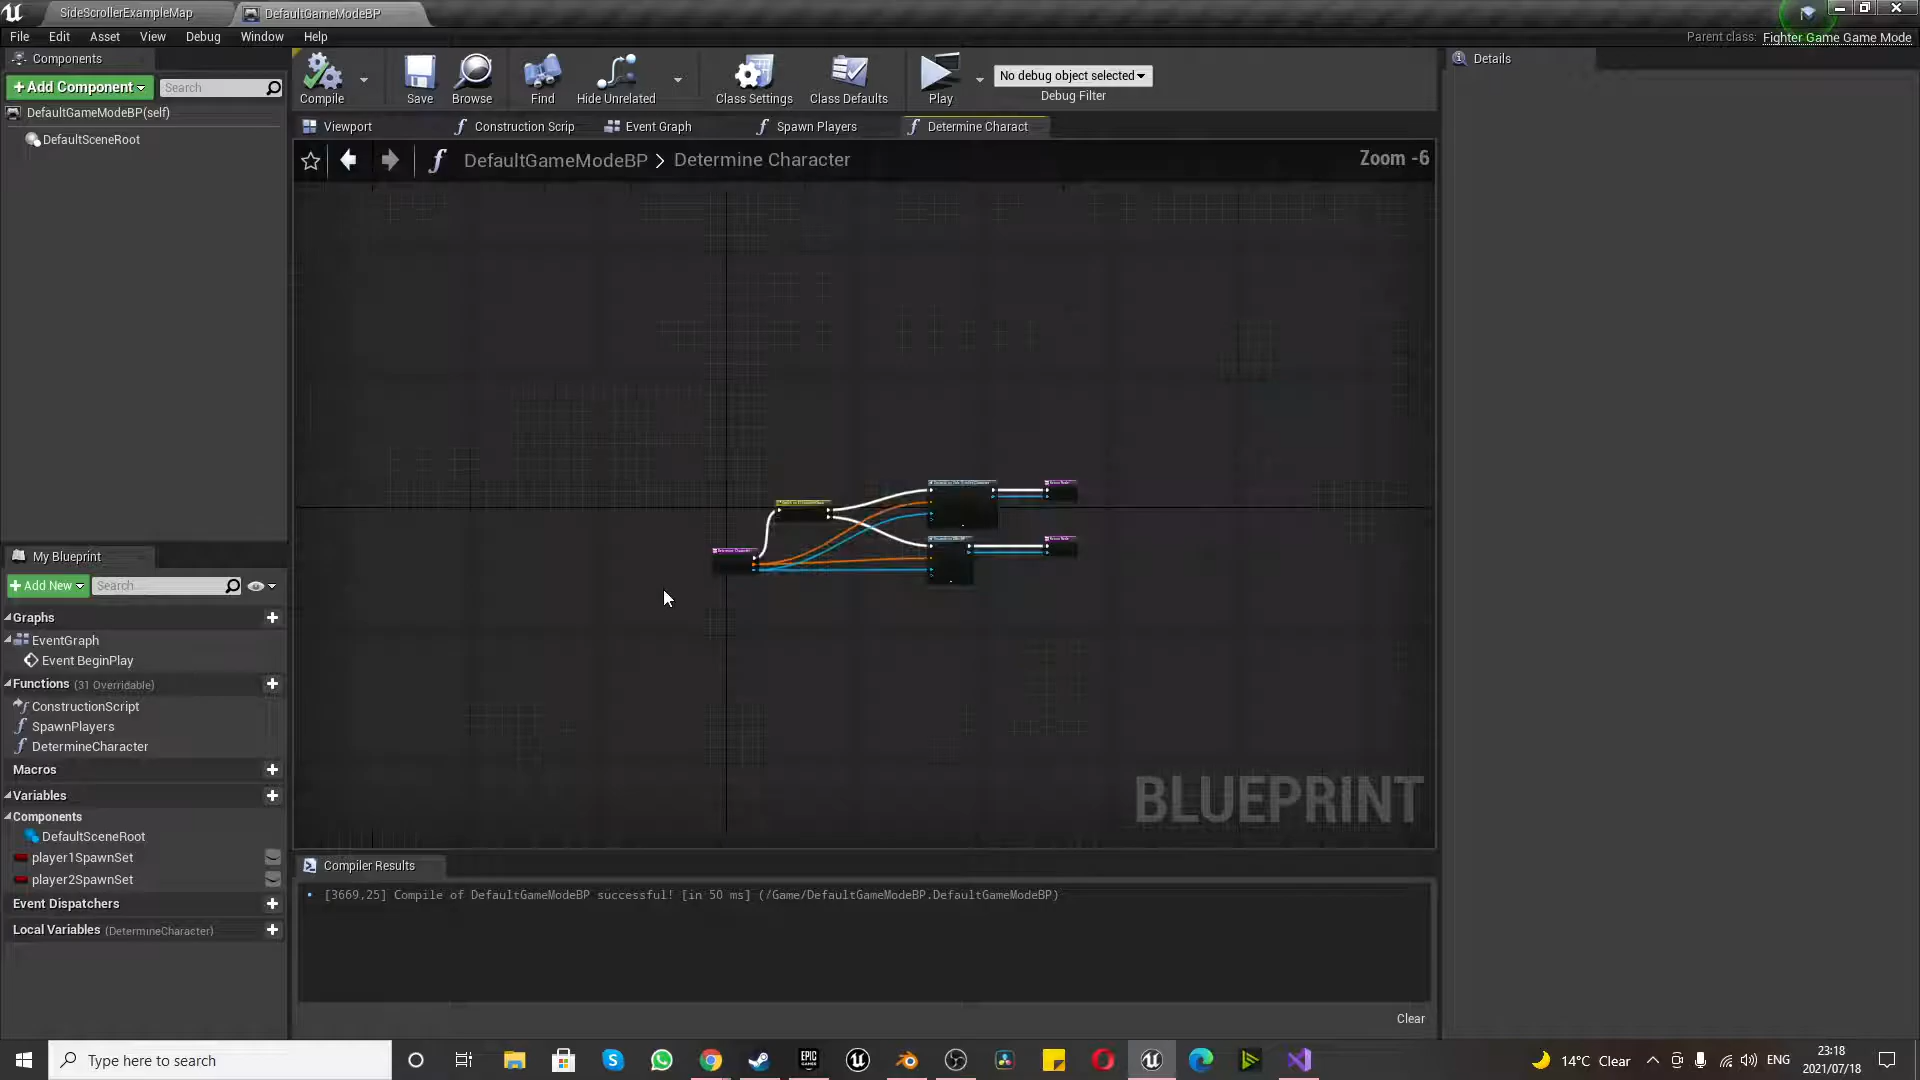 SideScrollerExampleMap
DefaultGameModeBP
File Edit Asset View Debug Window Help
Parent class: Fighter Game Game Mode
Components
Details
+Add Component
Search
Compile
Save
Browse
Find
Hide Unrelated
Class Settings
Class Defaults
Play
No debug object selected
Debug Filter
DefaultGameModeBP(self)
DefaultSceneRoot
Viewport
Construction Scrip
Event Graph
Spawn Players
Determine Charact
DefaultGameModeBP > Determine Character
Zoom -6
BLUEPRINT
My Blueprint
+Add New
Search
Graphs
EventGraph
Event BeginPlay
Functions (31 Overridable)
ConstructionScript
SpawnPlayers
DetermineCharacter
Macros
Variables
Components
DefaultSceneRoot
player1SpawnSet
player2SpawnSet
Event Dispatchers
Local Variables (DetermineCharacter)
Compiler Results
[3669,25] Compile of DefaultGameModeBP successful! [in 50 ms] (/Game/DefaultGameModeBP.DefaultGameModeBP)
Clear
Type here to search
EPIC GAMES
14°C Clear
ENG
23:18
2021/07/18